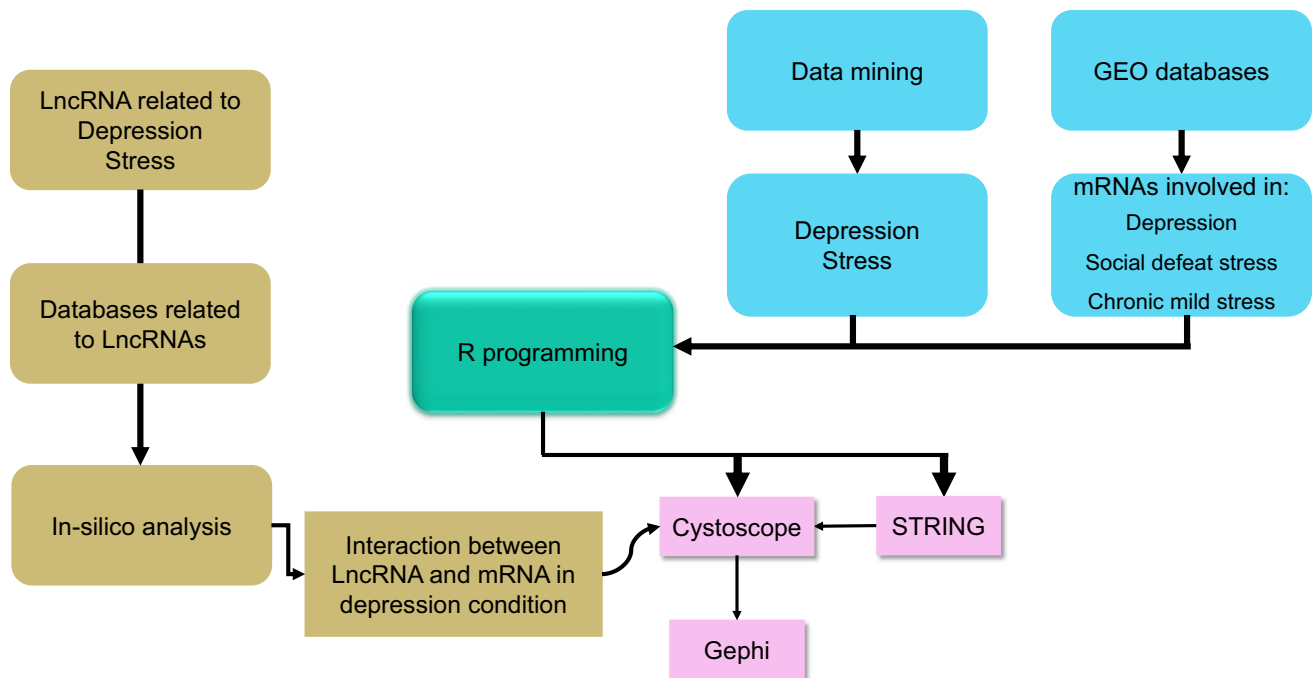 LncRNA related to
Depression
Stress
Databases related
to LncRNAs
In-silico analysis
Interaction between
LncRNA and mRNA in
depression condition
Data mining
Depression
Stress
GEO databases
mRNAs involved in:
Depression
Social defeat stress
Chronic mild stress
R programming
Cystoscope
STRING
Gephi